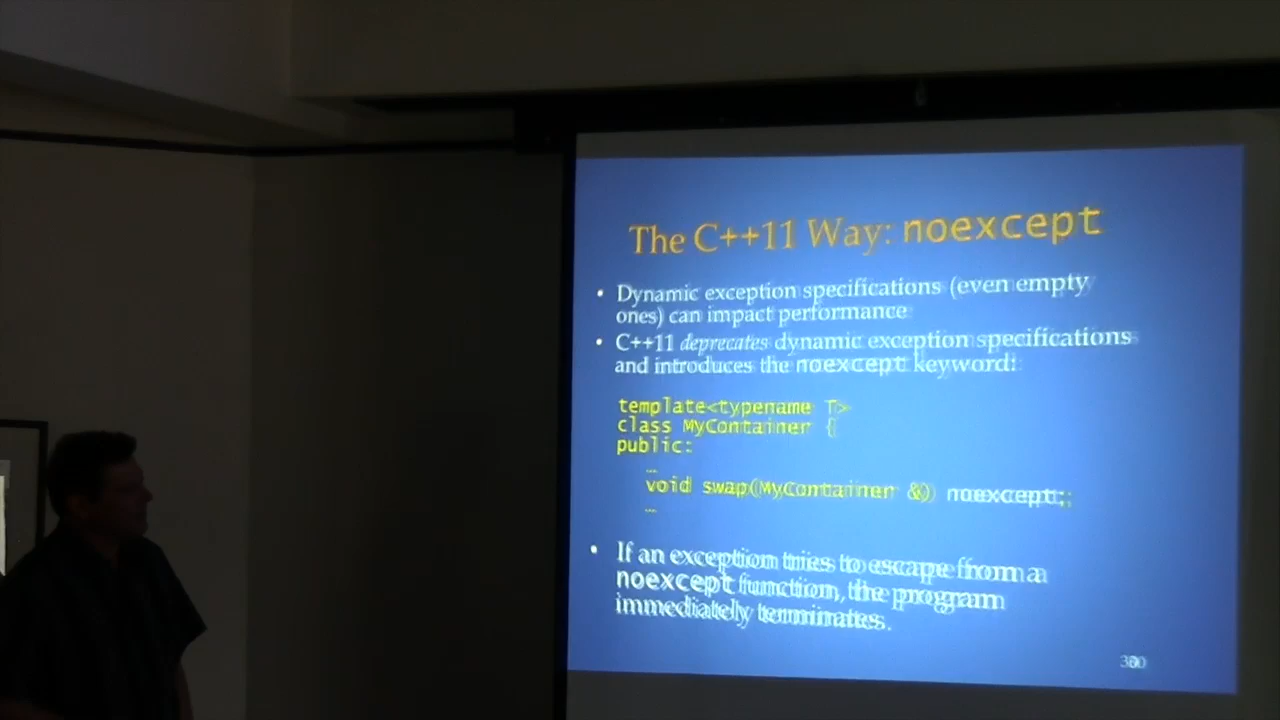 The C++11 Way: noexcept
• Dynamic exception specifications (even empty
ones) can impact performance
• C++11 deprecates dynamic exception specifications
and introduces the noexcept keyword:
template<typename T>
class MyContainer {
public:
…
void swap(MyContainer &) noexcept;
…
• If an exception tries to escape from a
noexcept function, the program
immediately terminates.